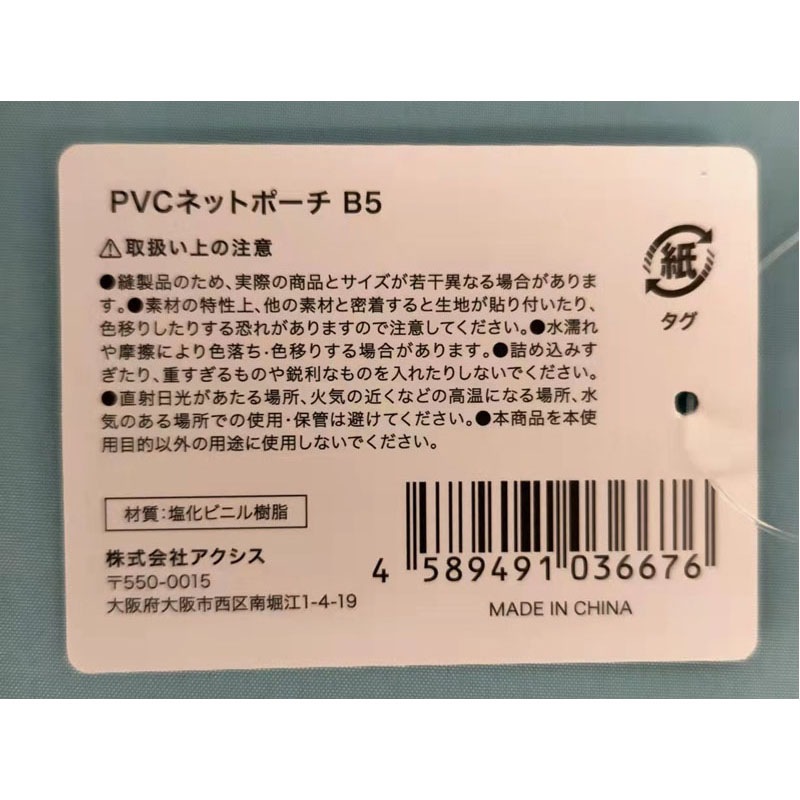 PVCネットポーチ B5
⚠取扱い上の注意
●縫製品のため、実際の商品とサイズが若干異なる場合がありま
す。●素材の特性上、他の素材と密着すると生地が貼り付いたり、
色移りしたりする恐れがありますので注意してください。●水濡れ
や摩擦により色落ち・色移りする場合があります。●詰め込みす
ぎたり、重すぎるものや鋭利なものを入れたりしないでください。
●直射日光があたる場所、火気の近くなどの高温になる場所、水
気のある場所での使用・保管は避けてください。●本商品を本使
用目的以外の用途に使用しないでください。
紙
タグ
材質:塩化ビニル樹脂
株式会社アクシス
〒550-0015
大阪府大阪市西区南堀江1-4-19
4 589491 036676
MADE IN CHINA